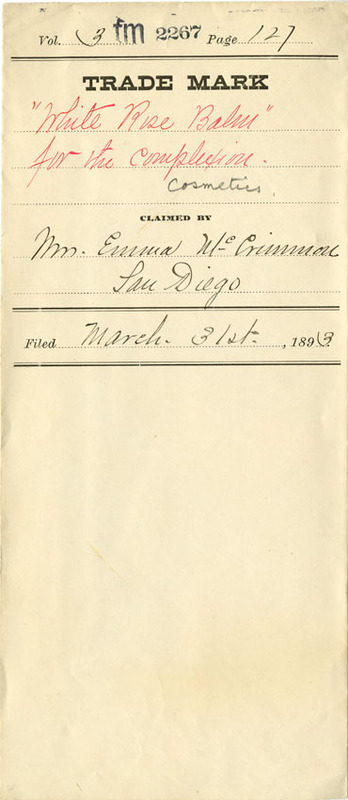 Vol. 3 fm 2267 Page 127
TRADE MARK
"White Rose Balm"
for the complexion.
Cosmetics.
CLAIMED BY
Mrs. Emma McCrimmon
San Diego
Filed March. 31st. , 1893.